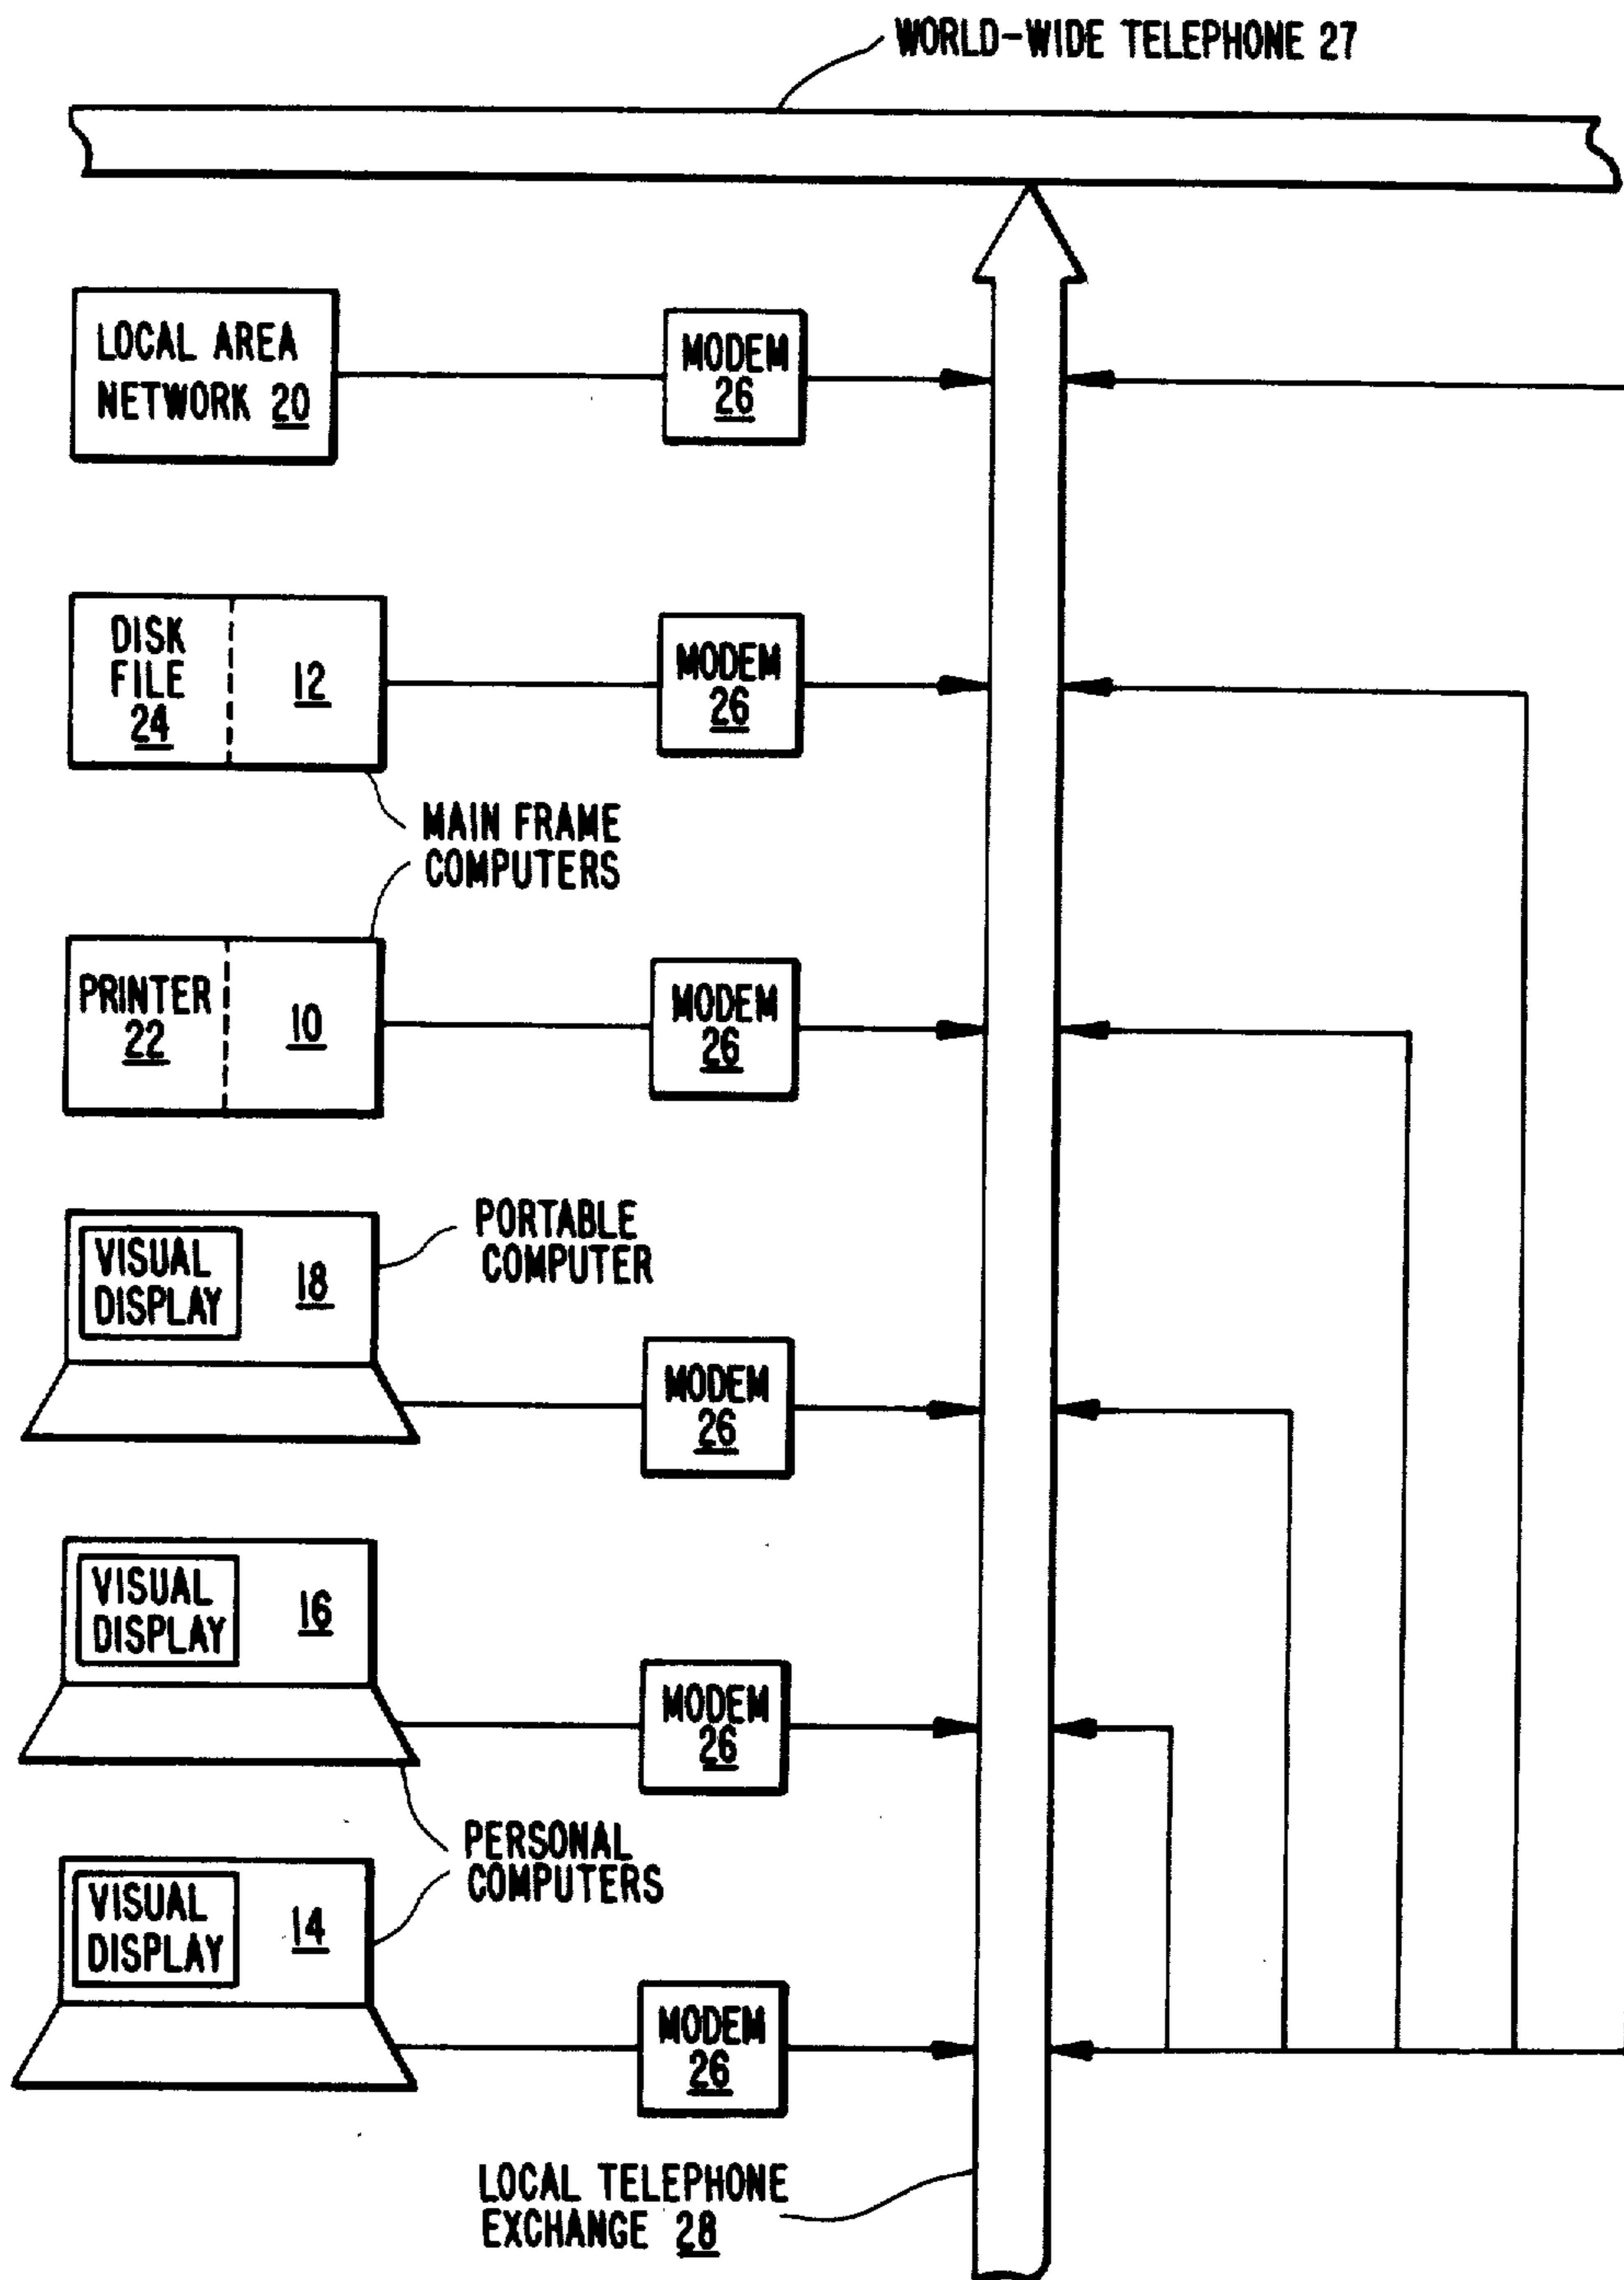 WORLD-WIDE TELEPHONE 27
LOCAL AREA
NETWORK 20
MODEM
26
DISK
FILE
24
12
MODEM
26
MAIN FRAME
COMPUTERS
PRINTER
22
10
MODEM
26
PORTABLE
COMPUTER
VISUAL
DISPLAY
18
MODEM
26
VISUAL
DISPLAY
16
MODEM
26
PERSONAL
COMPUTERS
VISUAL
DISPLAY
14
MODEM
26
LOCAL TELEPHONE
EXCHANGE 28